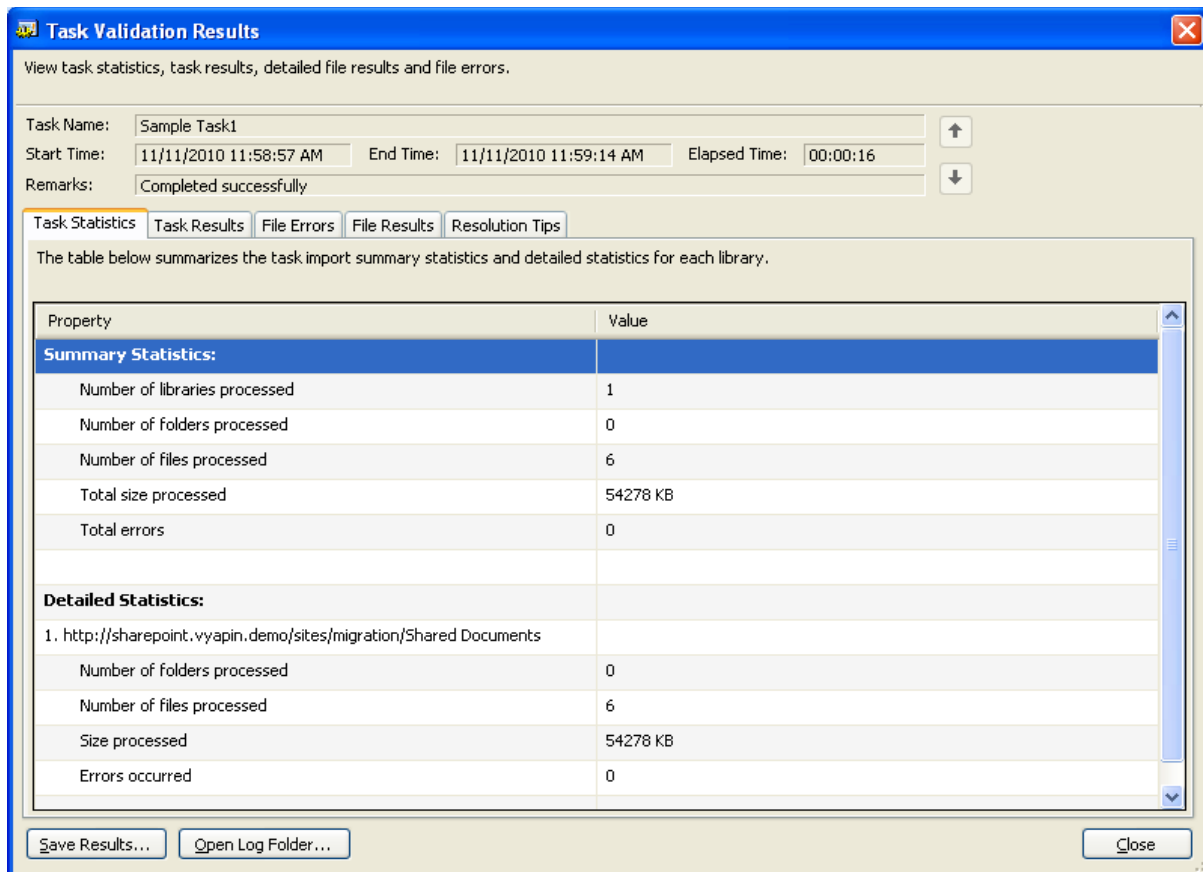 Task Validation Results
View task statistics, task results, detailed file results and file errors.
Task Name: Sample Task1
Start Time: 11/11/2010 11:58:57 AM End Time: 11/11/2010 11:59:14 AM Elapsed Time: 00:00:16
Remarks: Completed successfully
Task Statistics Task Results File Errors File Results Resolution Tips
The table below summarizes the task import summary statistics and detailed statistics for each library.
Property Value
Summary Statistics:
Number of libraries processed 1
Number of folders processed 0
Number of files processed 6
Total size processed 54278 KB
Total errors 0
Detailed Statistics:
1. http://sharepoint.vyapin.demo/sites/migration/Shared Documents
Number of folders processed 0
Number of files processed 6
Size processed 54278 KB
Errors occurred 0
Save Results... Open Log Folder... Close